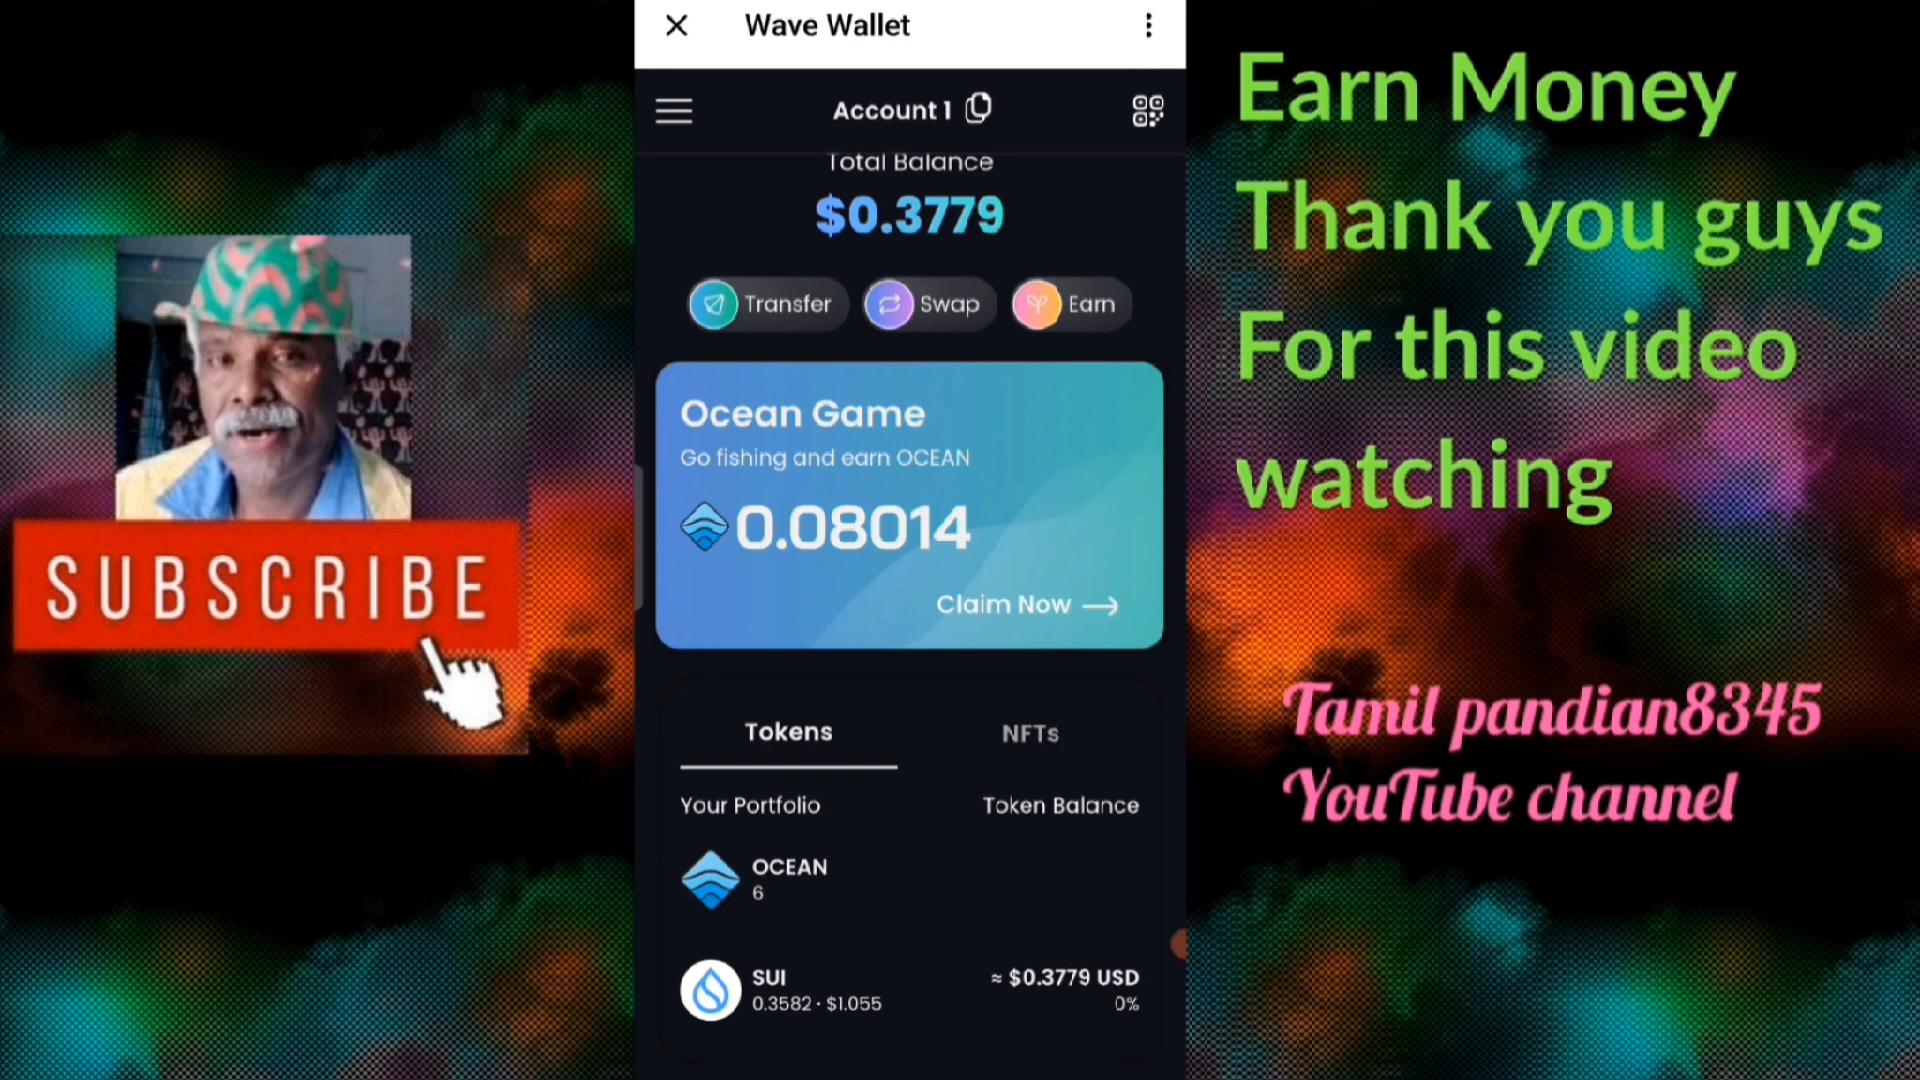 SUBSCRIBE
Wave Wallet
Account 1
Total Balance
$0.3779
Transfer
Swap
Earn
Ocean Game
Go fishing and earn OCEAN
0.08014
Claim Now
Tokens
NFTs
Your Portfolio
Token Balance
OCEAN
6
SUI
≈ $0.3779 USD
0.3582 · $1.055
0%
Earn Money
Thank you guys
For this video
watching
Tamil pandian8345
YouTube channel